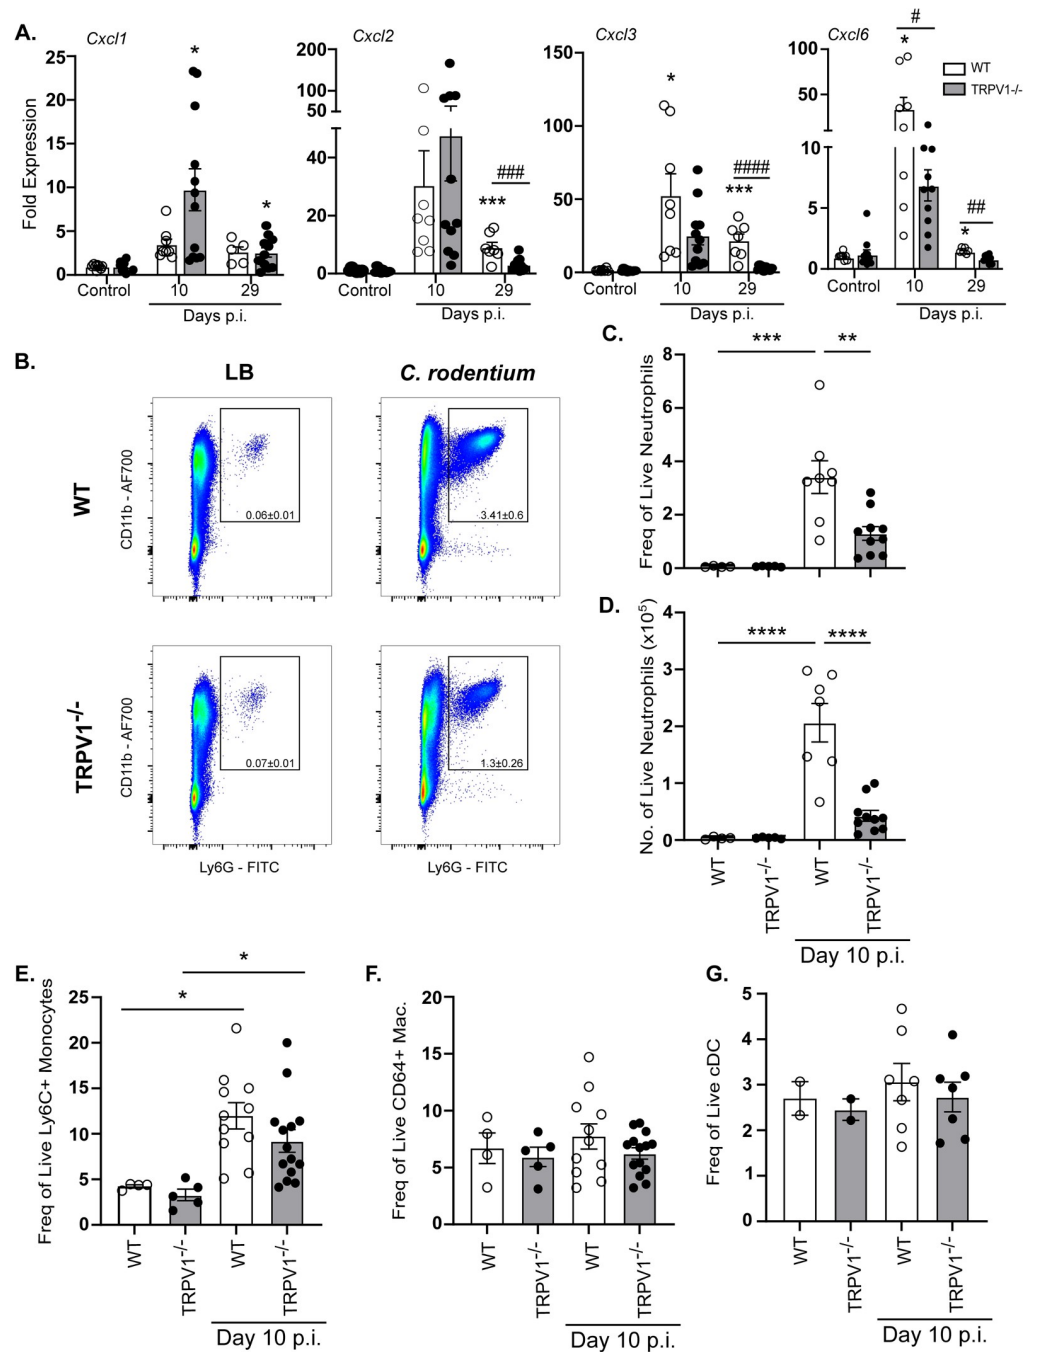 A.
Cxcl1
Cxcl2
Cxcl3
Cxcl6
Fold Expression
25
20
15
10
5
0
*
*
Control
10
29
Days p.i.
200
150
100
50
40
20
0
***
###
Control
10
29
Days p.i.
150
100
50
0
*
***
####
Control
10
29
Days p.i.
100
50
10
5
0
#
*
*
##
Control
10
29
Days p.i.
WT
TRPV1-/-
B.
LB
C. rodentium
WT
CD11b - AF700
0.06±0.01
3.41±0.6
TRPV1-/-
CD11b - AF700
0.07±0.01
1.3±0.26
Ly6G - FITC
Ly6G - FITC
C.
Freq of Live Neutrophils
8
6
4
2
0
***
**
D.
No. of Live Neutrophils (x10⁵)
4
3
2
1
0
****
****
WT
TRPV1-/-
WT
TRPV1-/-
Day 10 p.i.
E.
Freq of Live Ly6C+ Monocytes
25
20
15
10
5
0
*
*
WT
TRPV1-/-
WT
TRPV1-/-
Day 10 p.i.
F.
Freq of Live CD64+ Mac.
20
15
10
5
0
WT
TRPV1-/-
WT
TRPV1-/-
Day 10 p.i.
G.
Freq of Live cDC
5
4
3
2
1
0
WT
TRPV1-/-
WT
TRPV1-/-
Day 10 p.i.